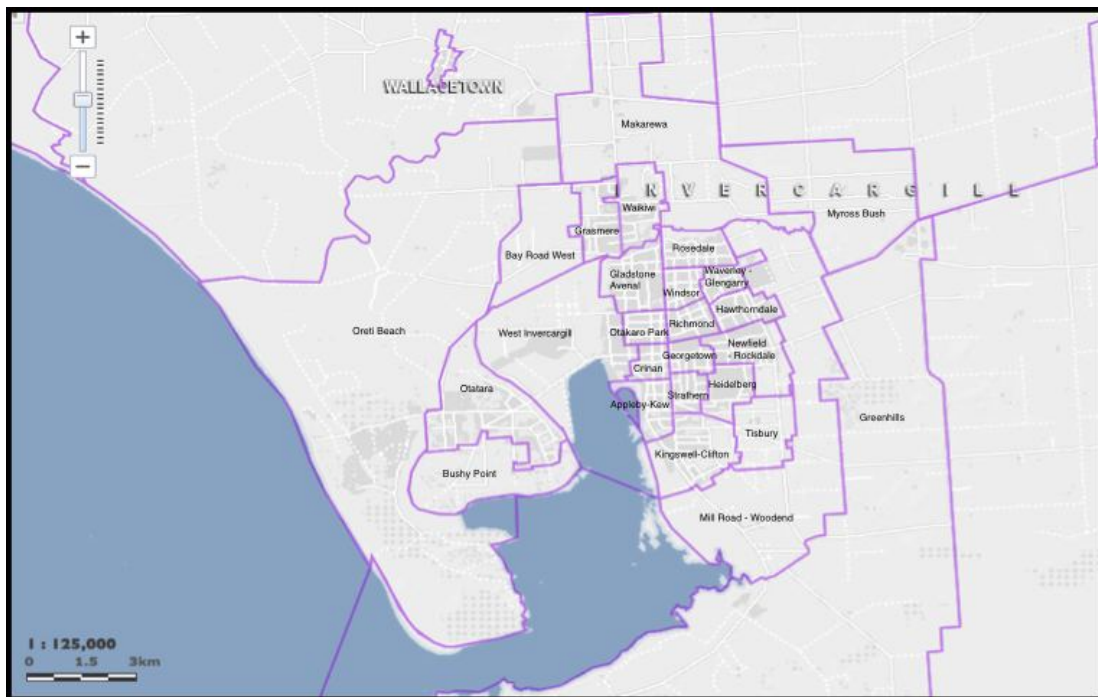 +
WALLACETOWN
−
Makarewa
INVERCARGILL
Waikiwi
Myross Bush
Grasmere
Bay Road West
Rosedale
Gladstone
Avenal
Waverley -
Glengarry
Windsor
Hawthorndale
Oreti Beach
West Invercargill
Otakaro Park
Richmond
Newfield
- Rockdale
Georgetown
Crinan
Otatara
Heidelberg
Strathern
Appleby-Kew
Greenhills
Tisbury
Kingswell-Clifton
Bushy Point
Mill Road - Woodend
1 : 125,000
0 1.5 3km